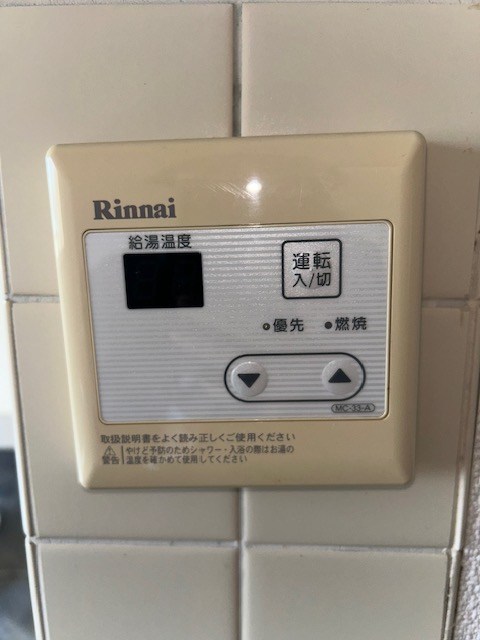 Rinnai
給湯温度
運転
入/切
優先 燃焼
▼ ▲
MC-33-A
取扱説明書をよく読み正しくご使用ください
警告 やけど予防のためシャワー・入浴の際はお湯の
温度を確かめて使用してください